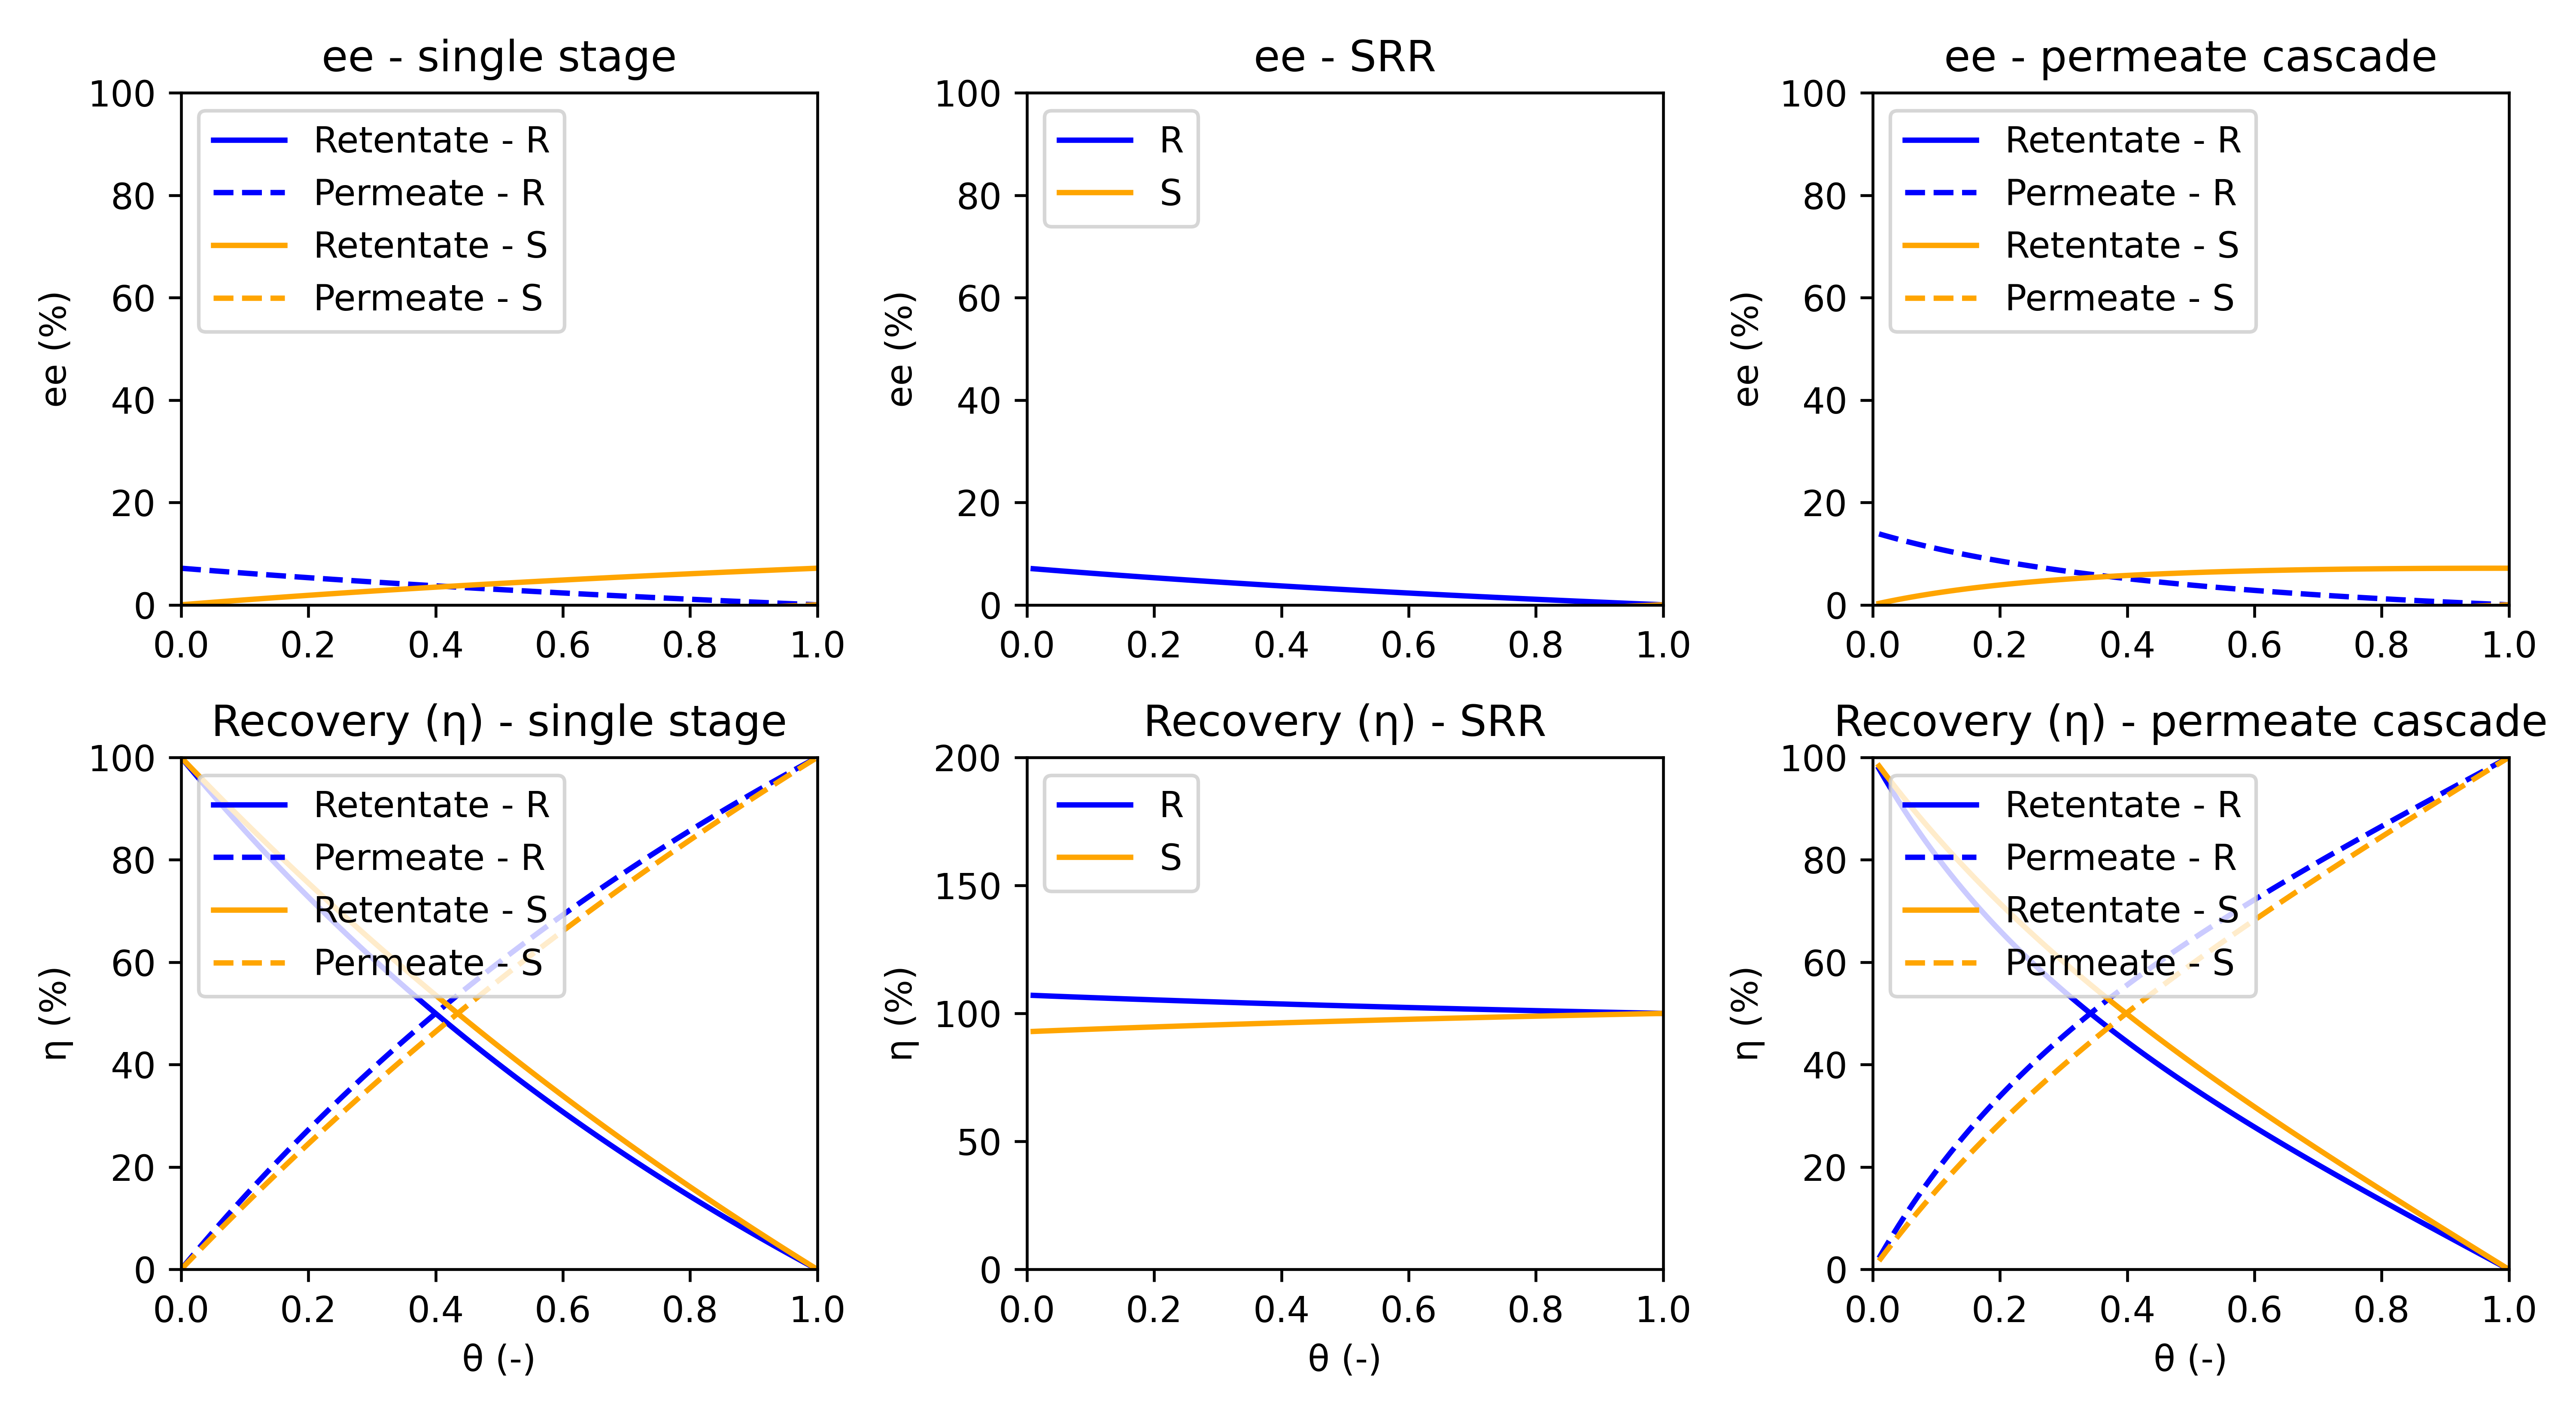 ee - single stage
100
80
60
40
20
0
ee (%)
Retentate - R
Permeate - R
Retentate - S
Permeate - S
0.0 0.2 0.4 0.6 0.8 1.0
ee - SRR
100
80
60
40
20
0
ee (%)
R
S
0.0 0.2 0.4 0.6 0.8 1.0
ee - permeate cascade
100
80
60
40
20
0
ee (%)
Retentate - R
Permeate - R
Retentate - S
Permeate - S
0.0 0.2 0.4 0.6 0.8 1.0
Recovery (η) - single stage
100
80
60
40
20
0
η (%)
Retentate - R
Permeate - R
Retentate - S
Permeate - S
0.0 0.2 0.4 0.6 0.8 1.0
θ (-)
Recovery (η) - SRR
200
150
100
50
0
η (%)
R
S
0.0 0.2 0.4 0.6 0.8 1.0
θ (-)
Recovery (η) - permeate cascade
100
80
60
40
20
0
η (%)
Retentate - R
Permeate - R
Retentate - S
Permeate - S
0.0 0.2 0.4 0.6 0.8 1.0
θ (-)